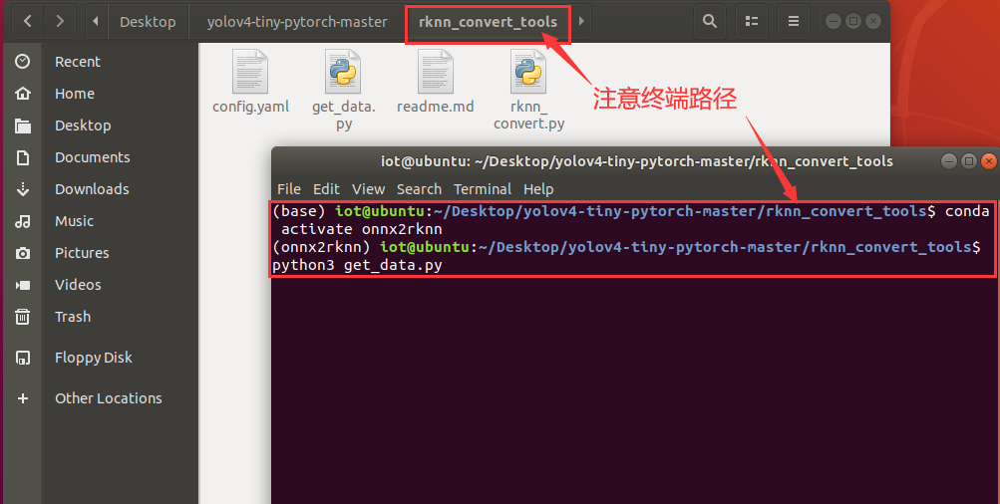 Desktop yolov4-tiny-pytorch-master rknn_convert_tools
Recent
Home
Desktop
Documents
Downloads
Music
Pictures
Videos
Trash
Floppy Disk
Other Locations
config.yaml
get_data.
py
readme.md
rknn_
convert.py
注意终端路径
iot@ubuntu: ~/Desktop/yolov4-tiny-pytorch-master/rknn_convert_tools
File Edit View Search Terminal Help
(base) iot@ubuntu:~/Desktop/yolov4-tiny-pytorch-master/rknn_convert_tools$ conda
activate onnx2rknn
(onnx2rknn) iot@ubuntu:~/Desktop/yolov4-tiny-pytorch-master/rknn_convert_tools$
python3 get_data.py